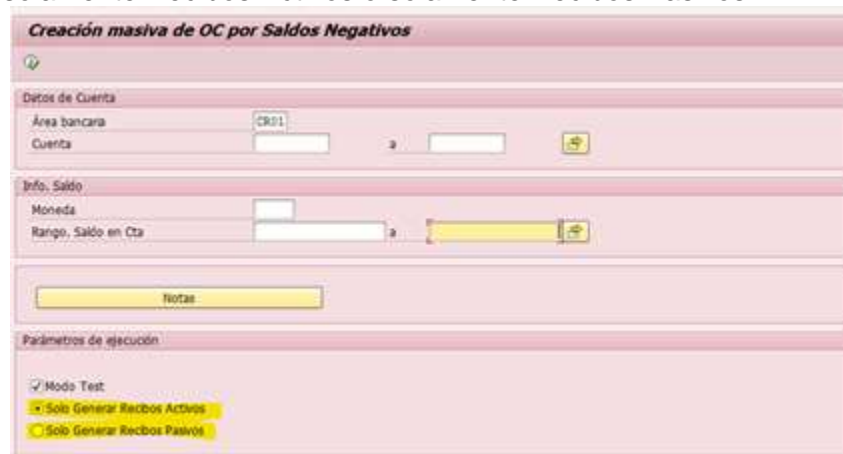 Creación masiva de OC por Saldos Negativos
Datos de Cuenta
Área bancaria CR01
Cuenta a
Info. Saldo
Moneda
Rango. Saldo en Cta a
Notas
Parámetros de ejecución
Modo Test
Solo Generar Recibos Activos
Solo Generar Recibos Pasivos